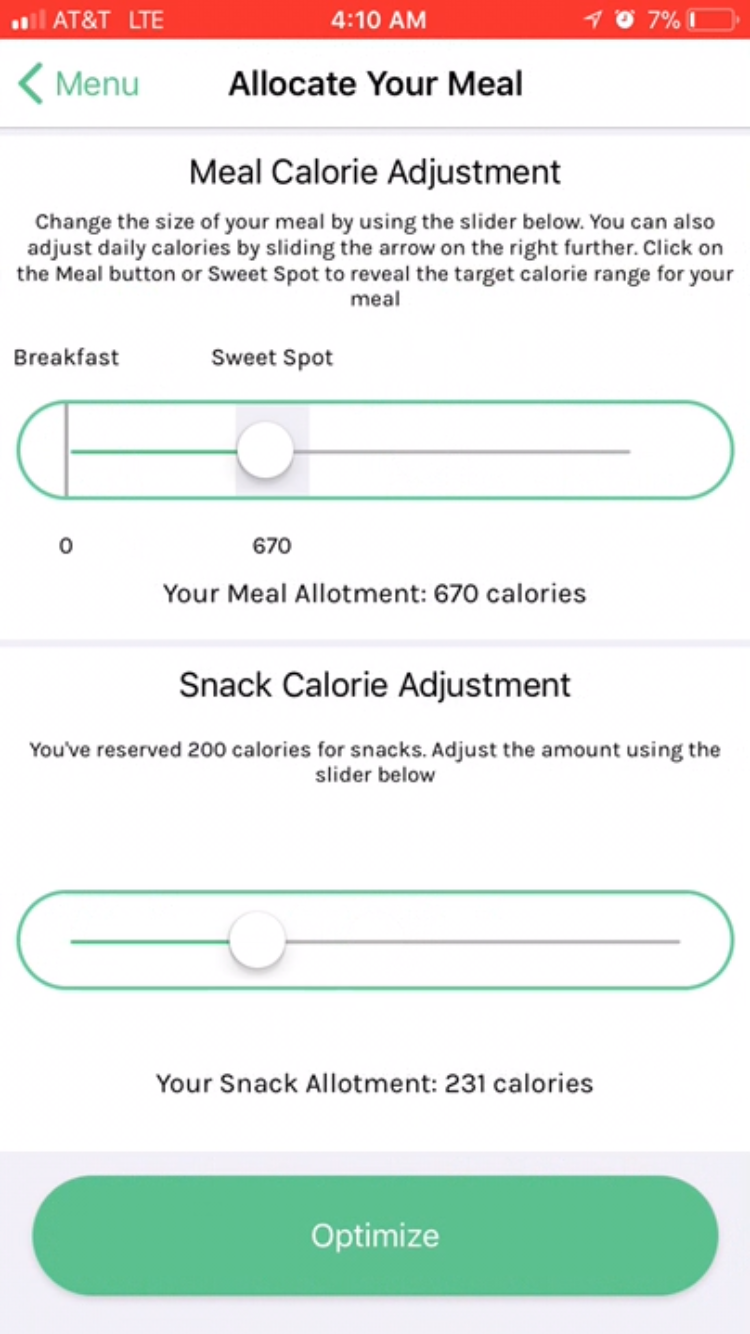 AT&T LTE 4:10 AM 7%
Menu Allocate Your Meal
Meal Calorie Adjustment
Change the size of your meal by using the slider below. You can also
adjust daily calories by sliding the arrow on the right further. Click on
the Meal button or Sweet Spot to reveal the target calorie range for your
meal
Breakfast Sweet Spot
0 670
Your Meal Allotment: 670 calories
Snack Calorie Adjustment
You've reserved 200 calories for snacks. Adjust the amount using the
slider below
Your Snack Allotment: 231 calories
Optimize